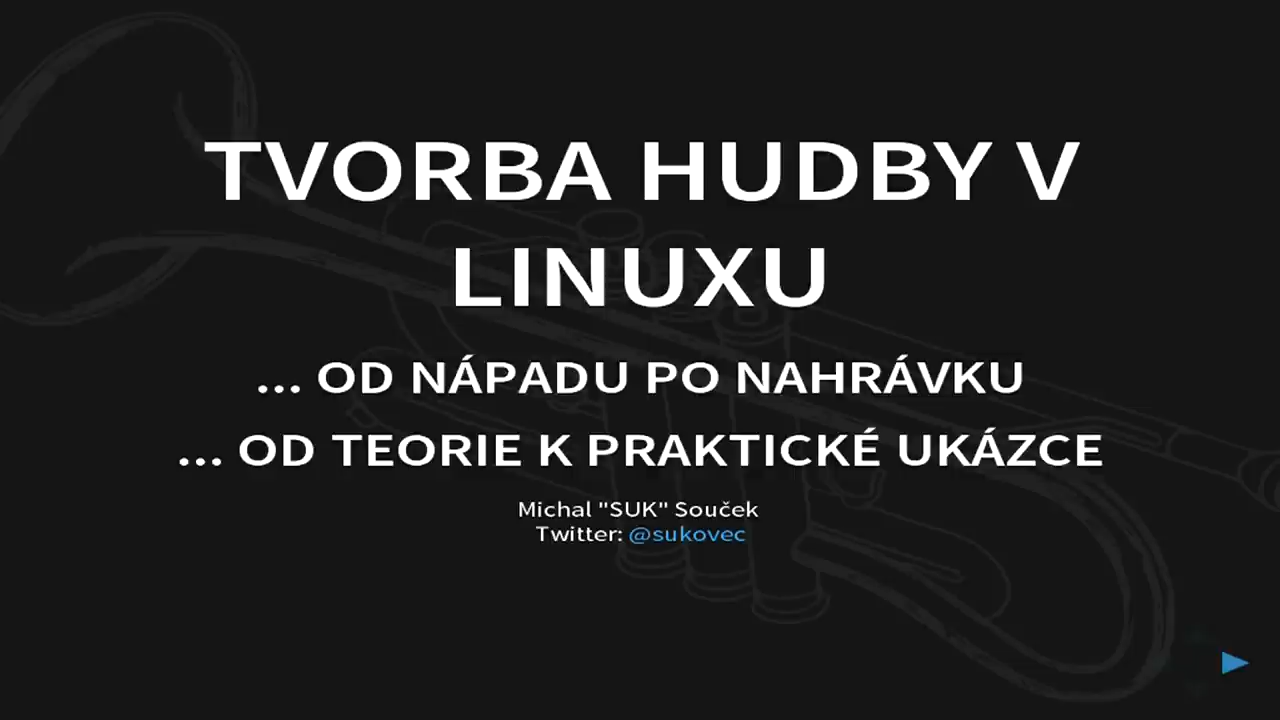 TVORBA HUDBY V
LINUXU
... OD NÁPADU PO NAHRÁVKU
... OD TEORIE K PRAKTICKÉ UKÁZCE
Michal "SUK" Souček
Twitter: @sukovec